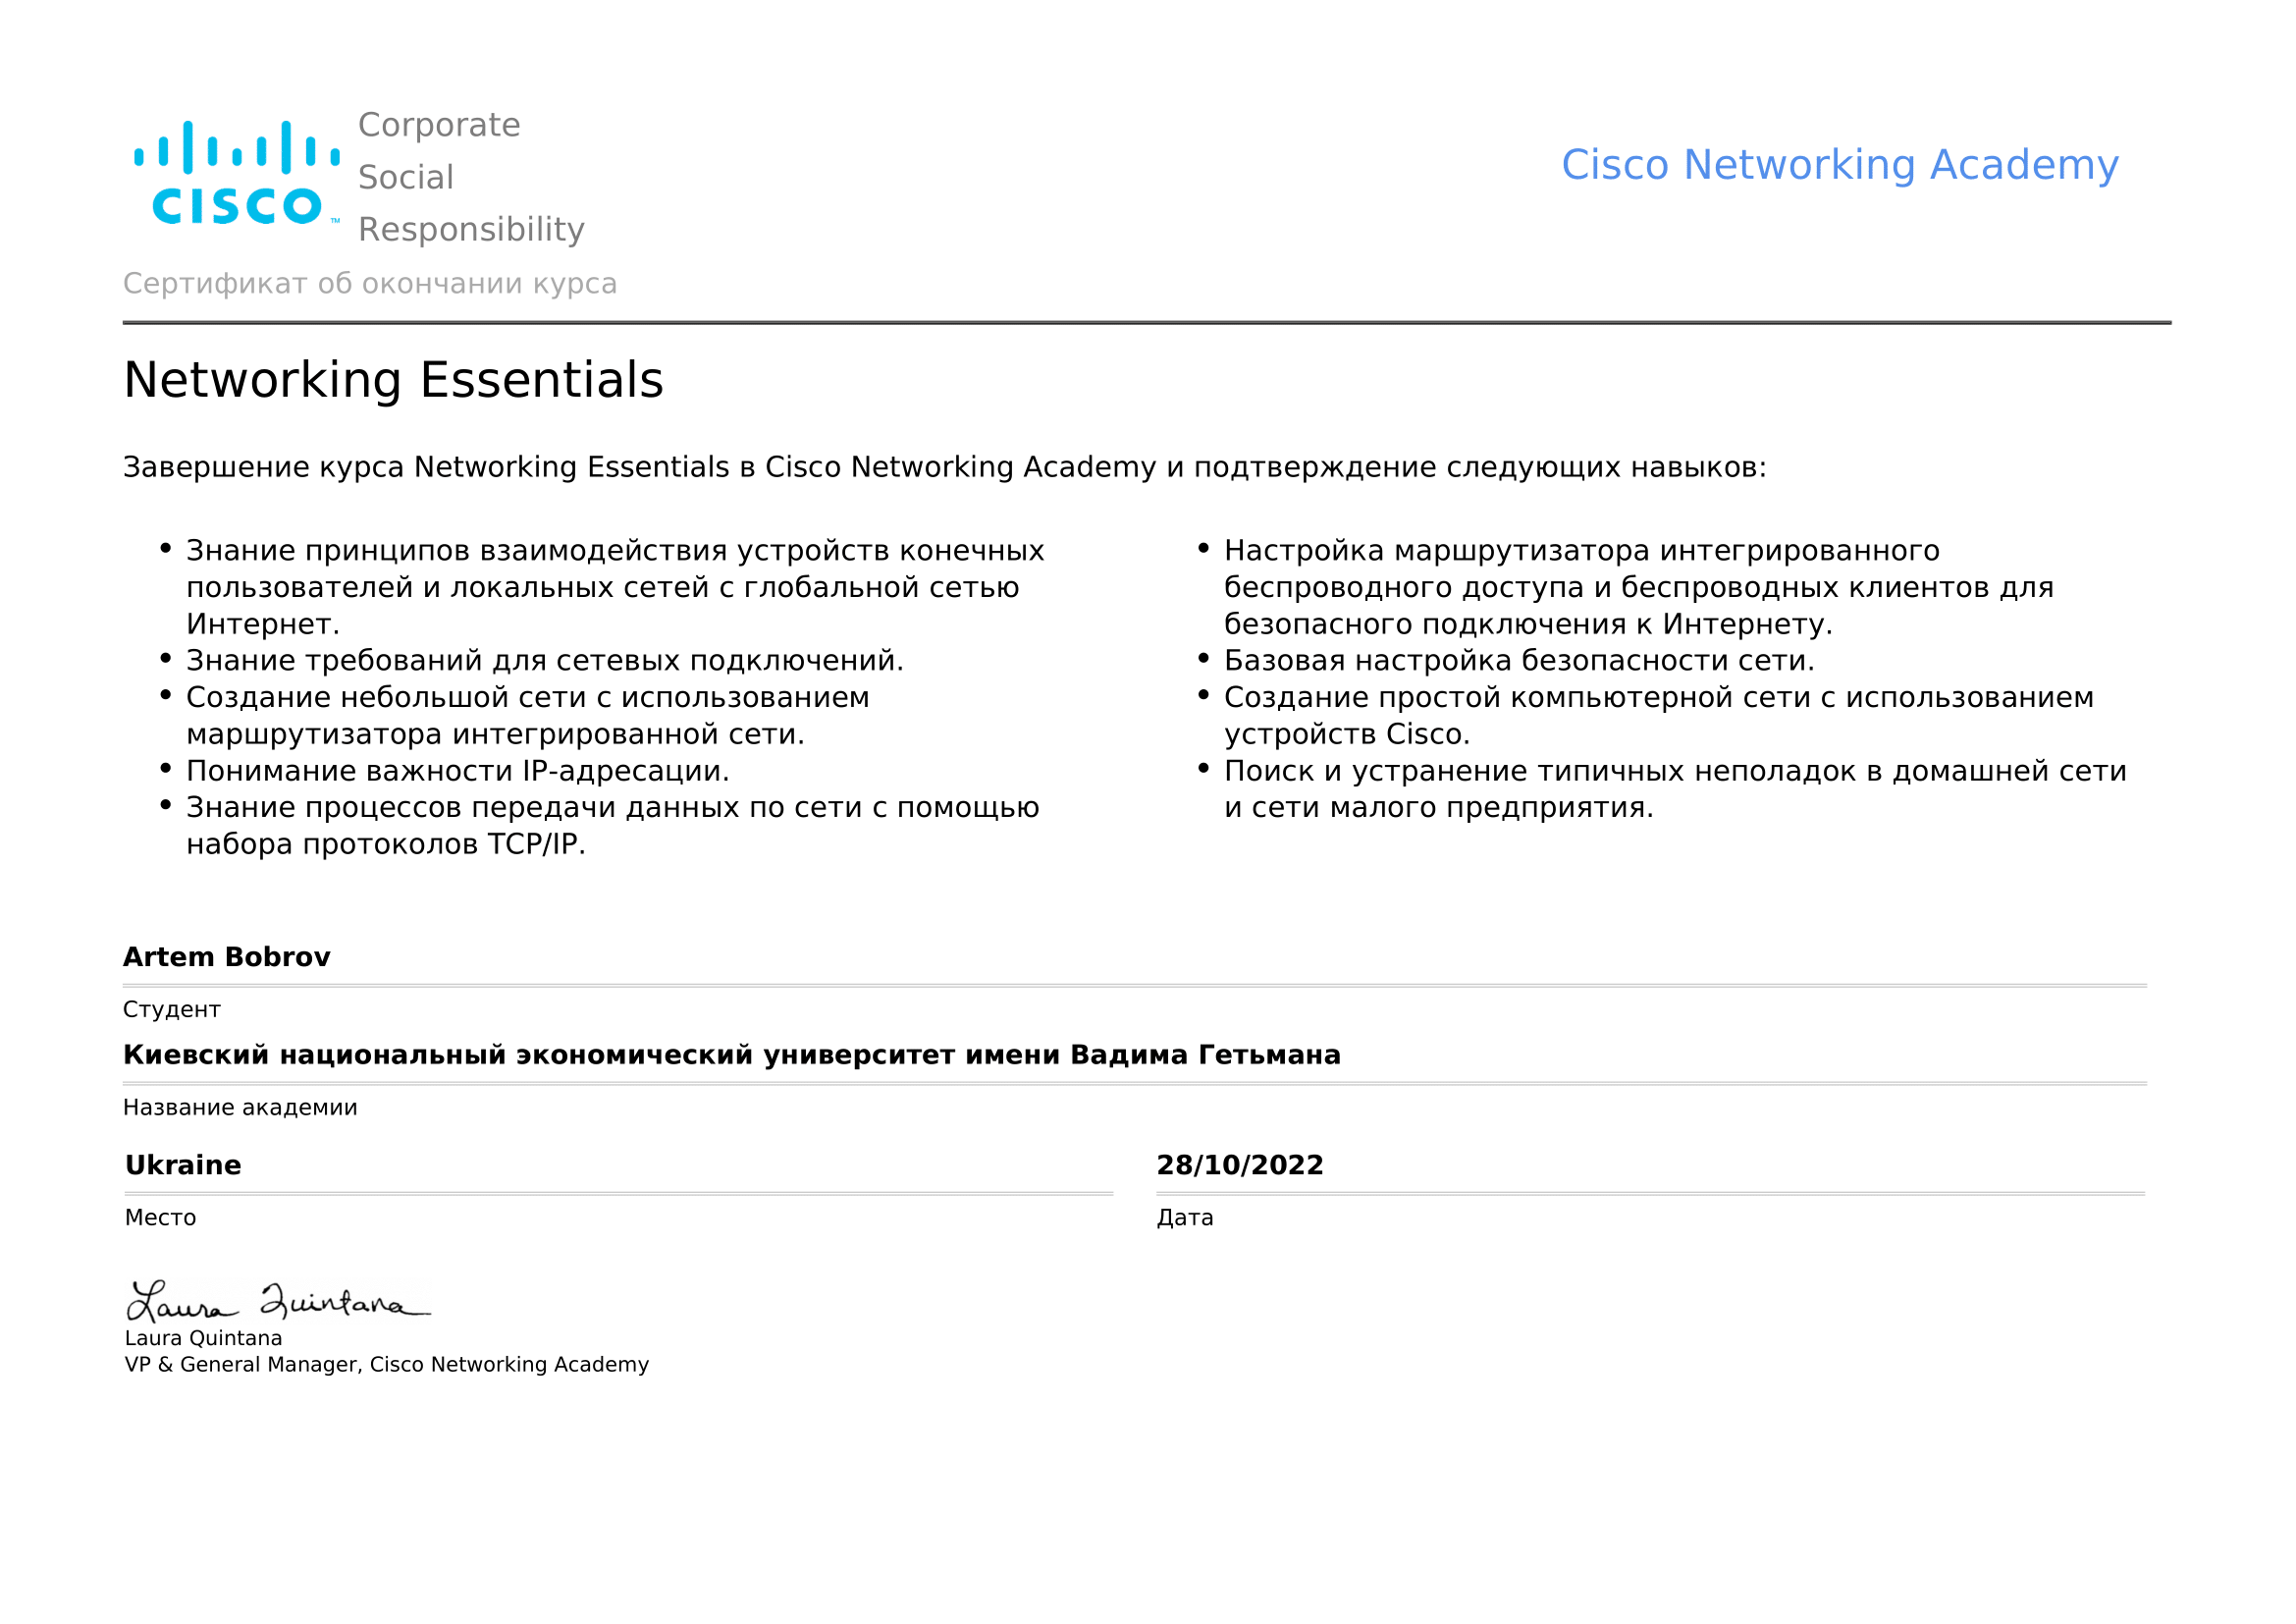 CISCO™
Corporate
Social
Responsibility
Cisco Networking Academy
Сертификат об окончании курса
Networking Essentials
Завершение курса Networking Essentials в Cisco Networking Academy и подтверждение следующих навыков:
• Знание принципов взаимодействия устройств конечных
пользователей и локальных сетей с глобальной сетью
Интернет.
• Знание требований для сетевых подключений.
• Создание небольшой сети с использованием
маршрутизатора интегрированной сети.
• Понимание важности IP-адресации.
• Знание процессов передачи данных по сети с помощью
набора протоколов TCP/IP.
• Настройка маршрутизатора интегрированного
беспроводного доступа и беспроводных клиентов для
безопасного подключения к Интернету.
• Базовая настройка безопасности сети.
• Создание простой компьютерной сети с использованием
устройств Cisco.
• Поиск и устранение типичных неполадок в домашней сети
и сети малого предприятия.
Artem Bobrov
Студент
Киевский национальный экономический университет имени Вадима Гетьмана
Название академии
Ukraine
Место
28/10/2022
Дата
Laura Quintana
Laura Quintana
VP & General Manager, Cisco Networking Academy